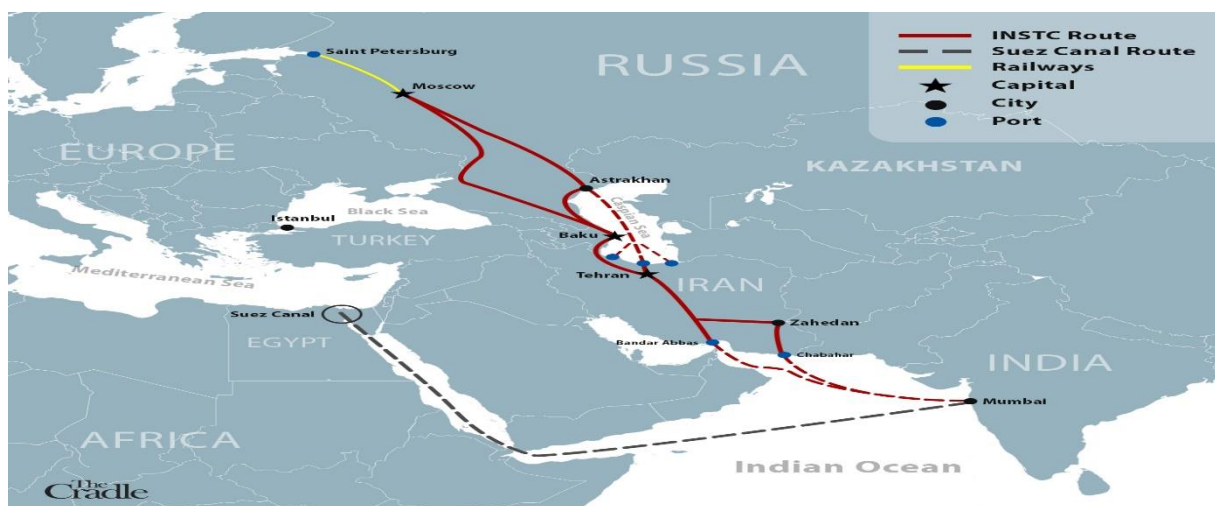 INSTC Route
Suez Canal Route
Railways
Capital
City
Port
Saint Petersburg
RUSSIA
Moscow
EUROPE
KAZAKHSTAN
Astrakhan
Caspian Sea
Istanbul
Black Sea
Baku
TURKEY
Mediterranean Sea
Tehran
IRAN
Suez Canal
Zahedan
EGYPT
Bandar Abbas
Chabahar
INDIA
Mumbai
AFRICA
Indian Ocean
The
Cradle